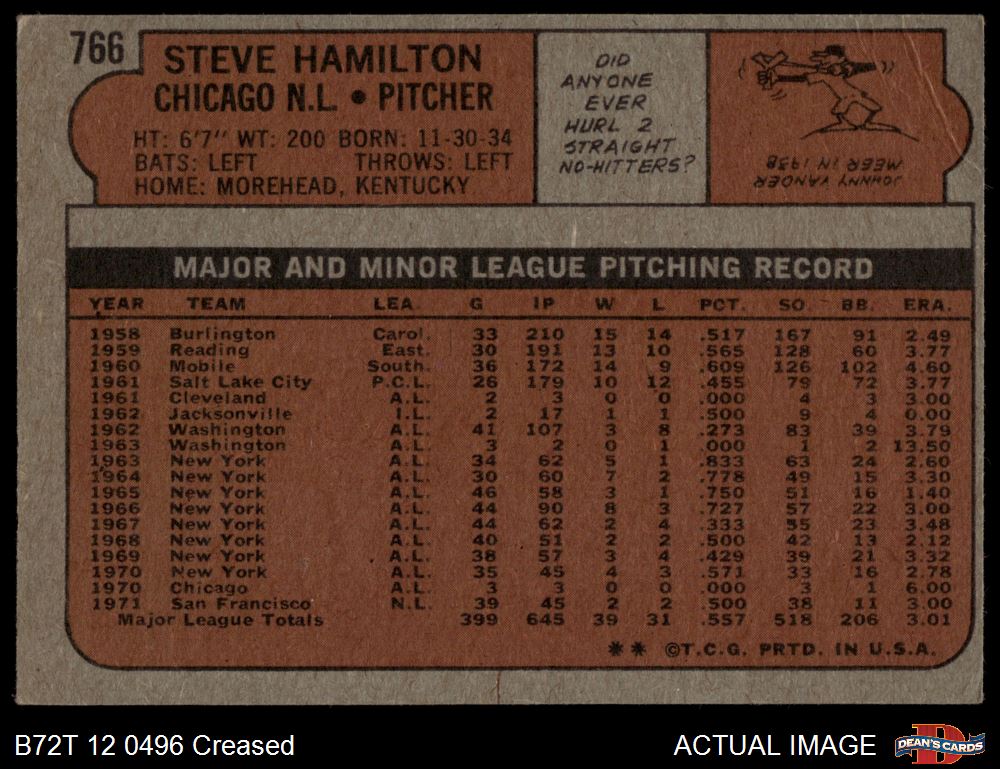 766
STEVE HAMILTON
CHICAGO N.L. • PITCHER
HT: 6'7" WT: 200 BORN: 11-30-34
BATS: LEFT THROWS: LEFT
HOME: MOREHEAD, KENTUCKY
DID
ANYONE
EVER
HURL 2
STRAIGHT
NO-HITTERS?
JOHNNY VANDER
MEER IN 1938
MAJOR AND MINOR LEAGUE PITCHING RECORD
YEAR TEAM LEA. G IP W L PCT. SO. BB. ERA.
1958 Burlington Carol. 33 210 15 14 .517 167 91 2.49
1959 Reading East. 30 191 13 10 .565 128 60 3.77
1960 Mobile South. 36 172 14 9 .609 126 102 4.60
1961 Salt Lake City P.C.L. 26 179 10 12 .455 79 72 3.77
1961 Cleveland A.L. 2 3 0 0 .000 4 3 3.00
1962 Jacksonville I.L. 2 17 1 1 .500 9 4 0.00
1962 Washington A.L. 41 107 3 8 .273 83 39 3.79
1963 Washington A.L. 3 2 0 1 .000 1 2 13.50
1963 New York A.L. 34 62 5 1 .833 63 24 2.60
1964 New York A.L. 30 60 7 2 .778 49 15 3.30
1965 New York A.L. 46 58 3 1 .750 51 16 1.40
1966 New York A.L. 44 90 8 3 .727 57 22 3.00
1967 New York A.L. 44 62 2 4 .333 55 23 3.48
1968 New York A.L. 40 51 2 2 .500 42 13 2.12
1969 New York A.L. 38 57 3 4 .429 39 21 3.32
1970 New York A.L. 35 45 4 3 .571 33 16 2.78
1970 Chicago A.L. 3 3 0 0 .000 3 1 6.00
1971 San Francisco N.L. 39 45 2 2 .500 38 11 3.00
Major League Totals 399 645 39 31 .557 518 206 3.01
** ©T.C.G. PRTD. IN U.S.A.
B72T 12 0496 Creased
ACTUAL IMAGE
DEAN'S CARDS